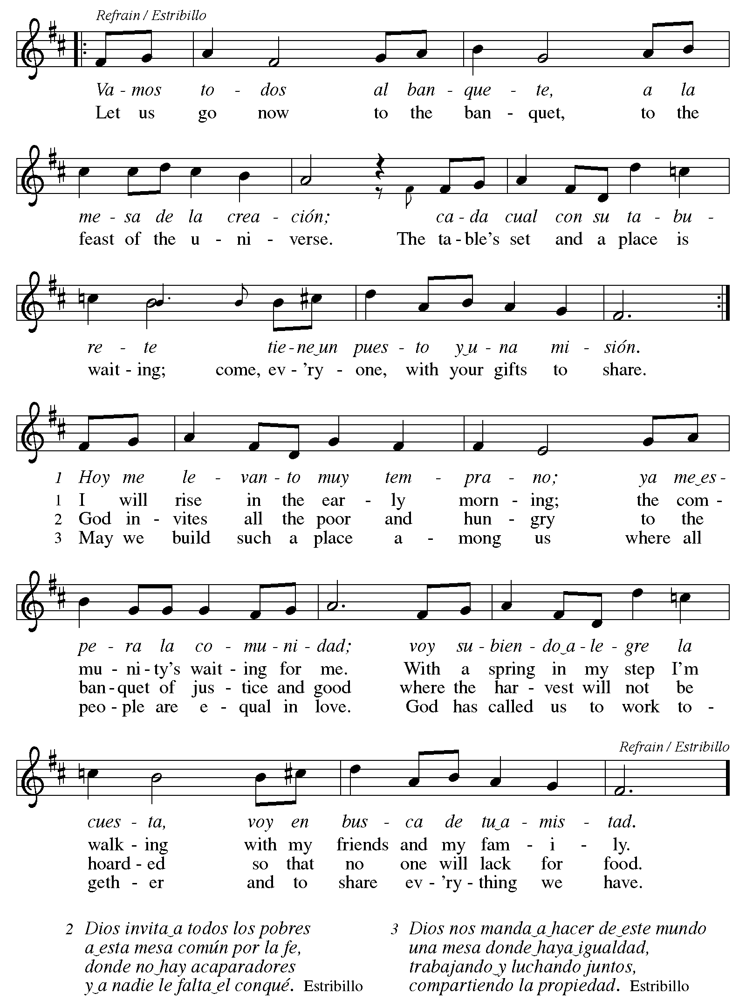 Refrain / Estribillo
Va - mos to - dos al ban - que - te, a la
Let us go now to the ban - quet, to the
me - sa de la crea - ción; ca - da cual con su ta - bu -
feast of the u - ni - verse. The ta - ble's set and a place is
re - te tie - ne‿un pues - to y‿u - na mi - sión.
wait - ing; come, ev - 'ry - one, with your gifts to share.
1 Hoy me le - van - to muy tem - pra - no; ya me‿es -
1 I will rise in the ear - ly morn - ing; the com -
2 God in - vites all the poor and hun - gry to the
3 May we build such a place a - mong us where all
pe - ra la co - mu - ni - dad; voy su - bien - do‿a - le - gre la
mu - ni - ty's wait - ing for me. With a spring in my step I'm
ban - quet of jus - tice and good where the har - vest will not be
peo - ple are e - qual in love. God has called us to work to -
Refrain / Estribillo
cues - ta, voy en bus - ca de tu‿a - mis - tad.
walk - ing with my friends and my fam - i - ly.
hoard - ed so that no one will lack for food.
geth - er and to share ev - 'ry - thing we have.
2 Dios invita‿a todos los pobres
a‿esta mesa común por la fe,
donde no‿hay acaparadores
y‿a nadie le falta‿el conqué. Estribillo
3 Dios nos manda‿a‿hacer de‿este mundo
una mesa donde‿haya‿igualdad,
trabajando‿y luchando juntos,
compartiendo la propiedad. Estribillo